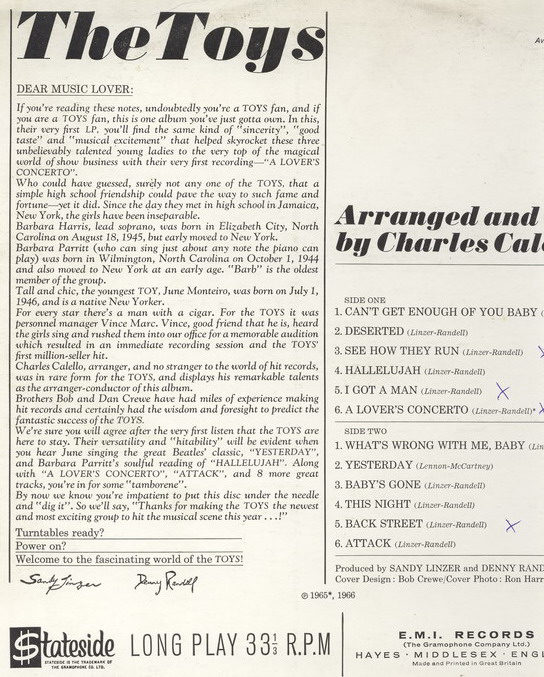 The Toys
DEAR MUSIC LOVER:
If you're reading these notes, undoubtedly you're a TOYS fan, and if
you are a TOYS fan, this is one album you've just gotta own. In this,
their very first LP, you'll find the same kind of "sincerity", "good
taste" and "musical excitement" that helped skyrocket these three
unbelievably talented young ladies to the very top of the magical
world of show business with their very first recording—"A LOVER'S
CONCERTO".
Who could have guessed, surely not any one of the TOYS, that a
simple high school friendship could pave the way to such fame and
fortune—yet it did. Since the day they met in high school in Jamaica,
New York, the girls have been inseparable.
Barbara Harris, lead soprano, was born in Elizabeth City, North
Carolina on August 18, 1945, but early moved to New York.
Barbara Parritt (who can sing just about any note the piano can
play) was born in Wilmington, North Carolina on October 1, 1944
and also moved to New York at an early age. "Barb" is the oldest
member of the group.
Tall and chic, the youngest TOY, June Monteiro, was born on July 1,
1946, and is a native New Yorker.
For every star there's a man with a cigar. For the TOYS it was
personnel manager Vince Marc. Vince, good friend that he is, heard
the girls sing and rushed them into our office for a memorable audition
which resulted in an immediate recording session and the TOYS'
first million-seller hit.
Charles Calello, arranger, and no stranger to the world of hit records,
was in rare form for the TOYS, and displays his remarkable talents
as the arranger-conductor of this album.
Brothers Bob and Dan Crewe have had miles of experience making
hit records and certainly had the wisdom and foresight to predict the
fantastic success of the TOYS.
We're sure you will agree after the very first listen that the TOYS are
here to stay. Their versatility and "hitability" will be evident when
you hear June singing the great Beatles' classic, "YESTERDAY",
and Barbara Parritt's soulful reading of "HALLELUJAH". Along
with "A LOVER'S CONCERTO", "ATTACK", and 8 more great
tracks, you're in for some "tamborene".
By now we know you're impatient to put this disc under the needle
and "dig it". So we'll say, "Thanks for making the TOYS the newest
and most exciting group to hit the musical scene this year . . .!"
Turntables ready?
Power on?
Welcome to the fascinating world of the TOYS!
Sandy Linzer Denny Randell
Arranged and
by Charles Cale
SIDE ONE
1. CAN'T GET ENOUGH OF YOU BABY (
2. DESERTED (Linzer-Randell)
3. SEE HOW THEY RUN (Linzer-Randell)
4. HALLELUJAH (Linzer-Randell)
5. I GOT A MAN (Linzer-Randell)
6. A LOVER'S CONCERTO (Linzer-Randell)*
SIDE TWO
1. WHAT'S WRONG WITH ME, BABY (Lin
2. YESTERDAY (Lennon-McCartney)
3. BABY'S GONE (Linzer-Randell)
4. THIS NIGHT (Linzer-Randell)
5. BACK STREET (Linzer-Randell)
6. ATTACK (Linzer-Randell)
Produced by SANDY LINZER and DENNY RAND
Cover Design: Bob Crewe/Cover Photo: Ron Harr
℗ 1965*, 1966
Stateside
STATESIDE IS THE TRADEMARK OF
THE GRAMOPHONE CO. LTD.
LONG PLAY 33⅓ R.P.M
E.M.I. RECORDS
(The Gramophone Company Ltd.)
HAYES · MIDDLESEX · ENGL
Made and Printed in Great Britain